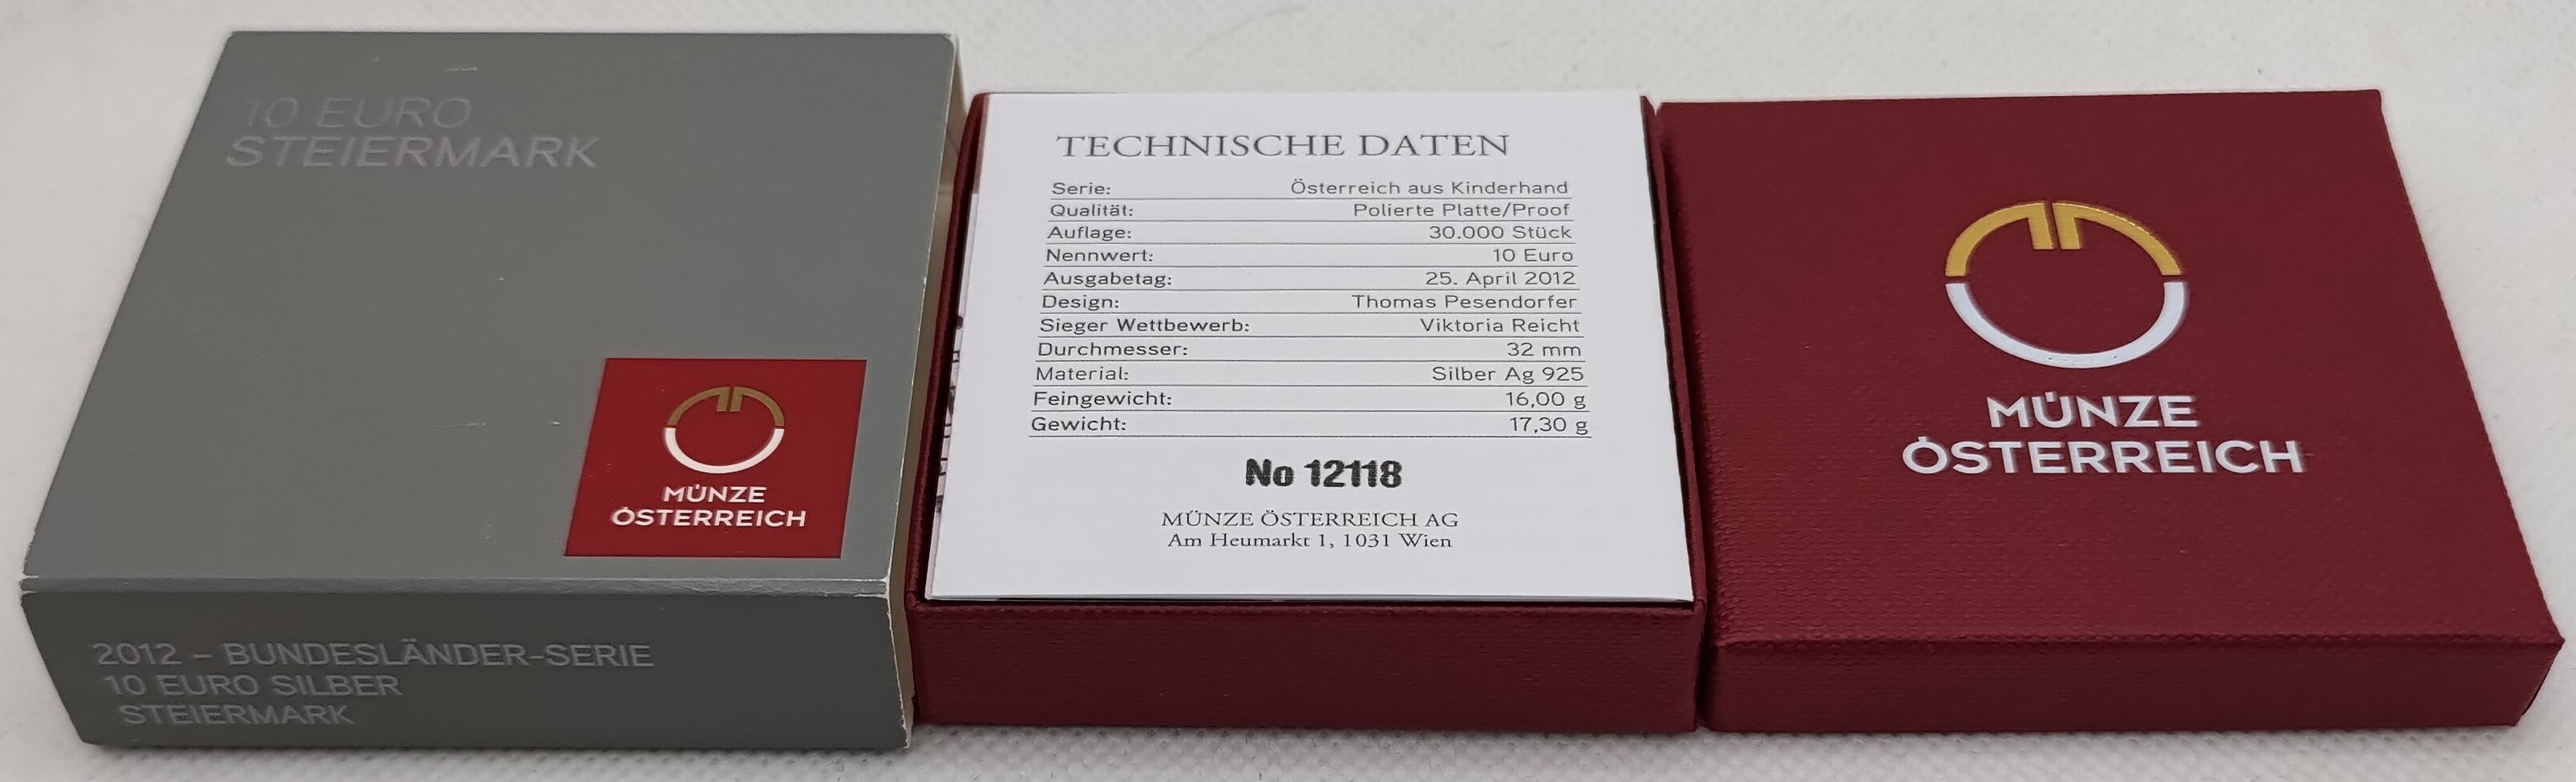 10 EURO
STEIERMARK
MÜNZE
ÖSTERREICH
2012 – BUNDESLÄNDER-SERIE
10 EURO SILBER
STEIERMARK
TECHNISCHE DATEN
Serie: Österreich aus Kinderhand
Qualität: Polierte Platte/Proof
Auflage: 30.000 Stück
Nennwert: 10 Euro
Ausgabetag: 25. April 2012
Design: Thomas Pesendorfer
Sieger Wettbewerb: Viktoria Reicht
Durchmesser: 32 mm
Material: Silber Ag 925
Feingewicht: 16,00 g
Gewicht: 17,30 g
No 12118
MÜNZE ÖSTERREICH AG
Am Heumarkt 1, 1031 Wien
MÜNZE
ÖSTERREICH